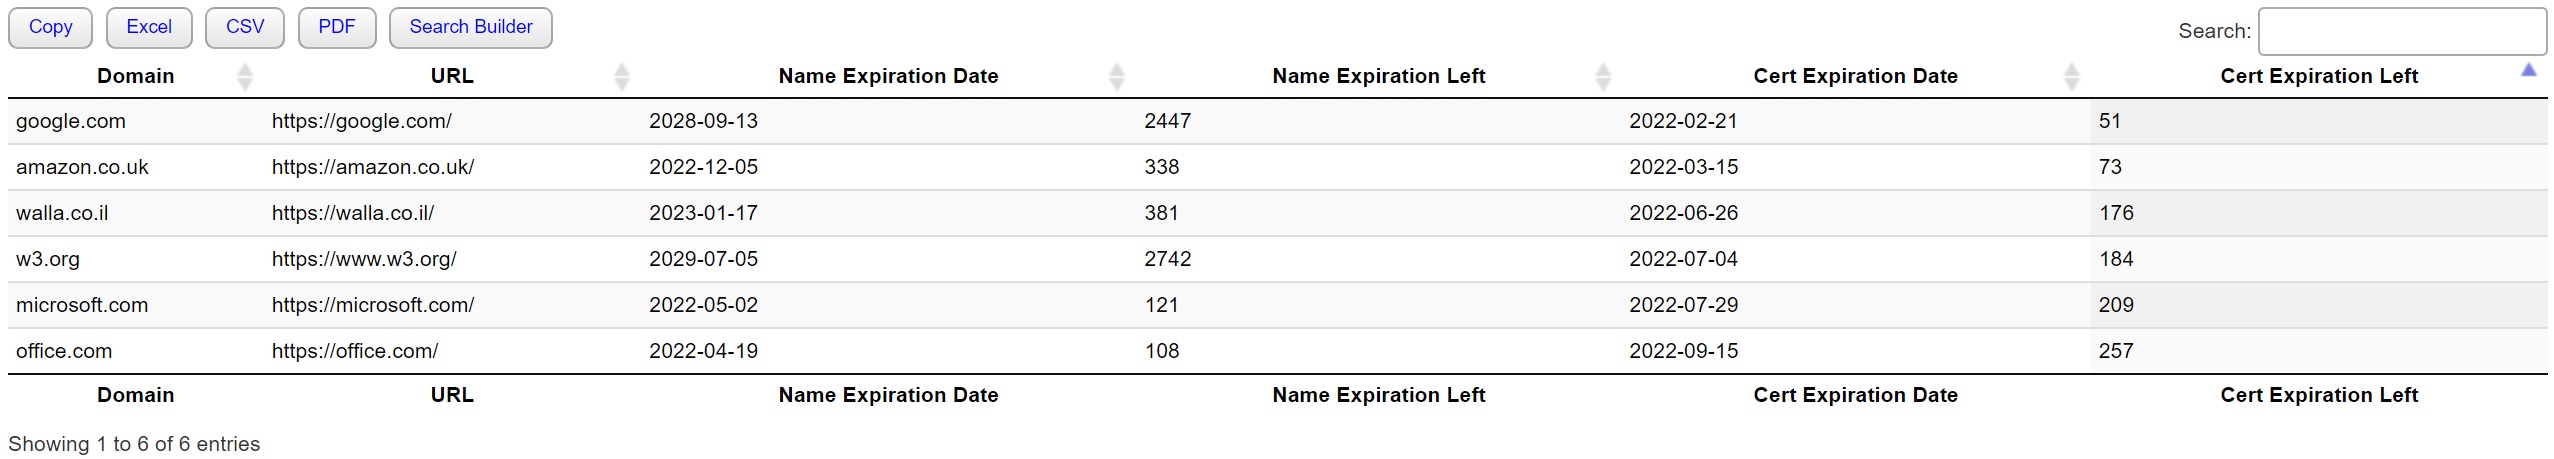 Copy Excel CSV PDF Search Builder Search:
Domain URL Name Expiration Date Name Expiration Left Cert Expiration Date Cert Expiration Left
google.com https://google.com/ 2028-09-13 2447 2022-02-21 51
amazon.co.uk https://amazon.co.uk/ 2022-12-05 338 2022-03-15 73
walla.co.il https://walla.co.il/ 2023-01-17 381 2022-06-26 176
w3.org https://www.w3.org/ 2029-07-05 2742 2022-07-04 184
microsoft.com https://microsoft.com/ 2022-05-02 121 2022-07-29 209
office.com https://office.com/ 2022-04-19 108 2022-09-15 257
Domain URL Name Expiration Date Name Expiration Left Cert Expiration Date Cert Expiration Left
Showing 1 to 6 of 6 entries